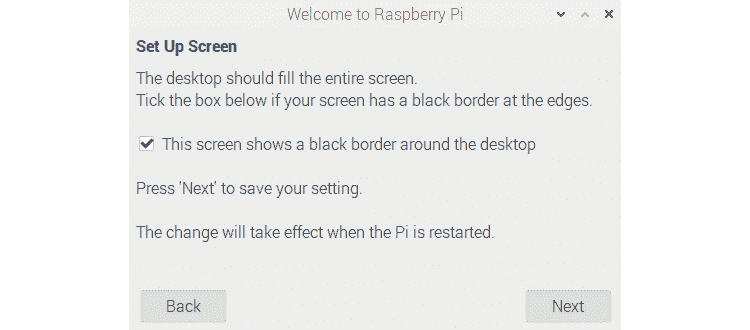 Welcome to Raspberry Pi
Set Up Screen
The desktop should fill the entire screen.
Tick the box below if your screen has a black border at the edges.
This screen shows a black border around the desktop
Press 'Next' to save your setting.
The change will take effect when the Pi is restarted.
Back
Next